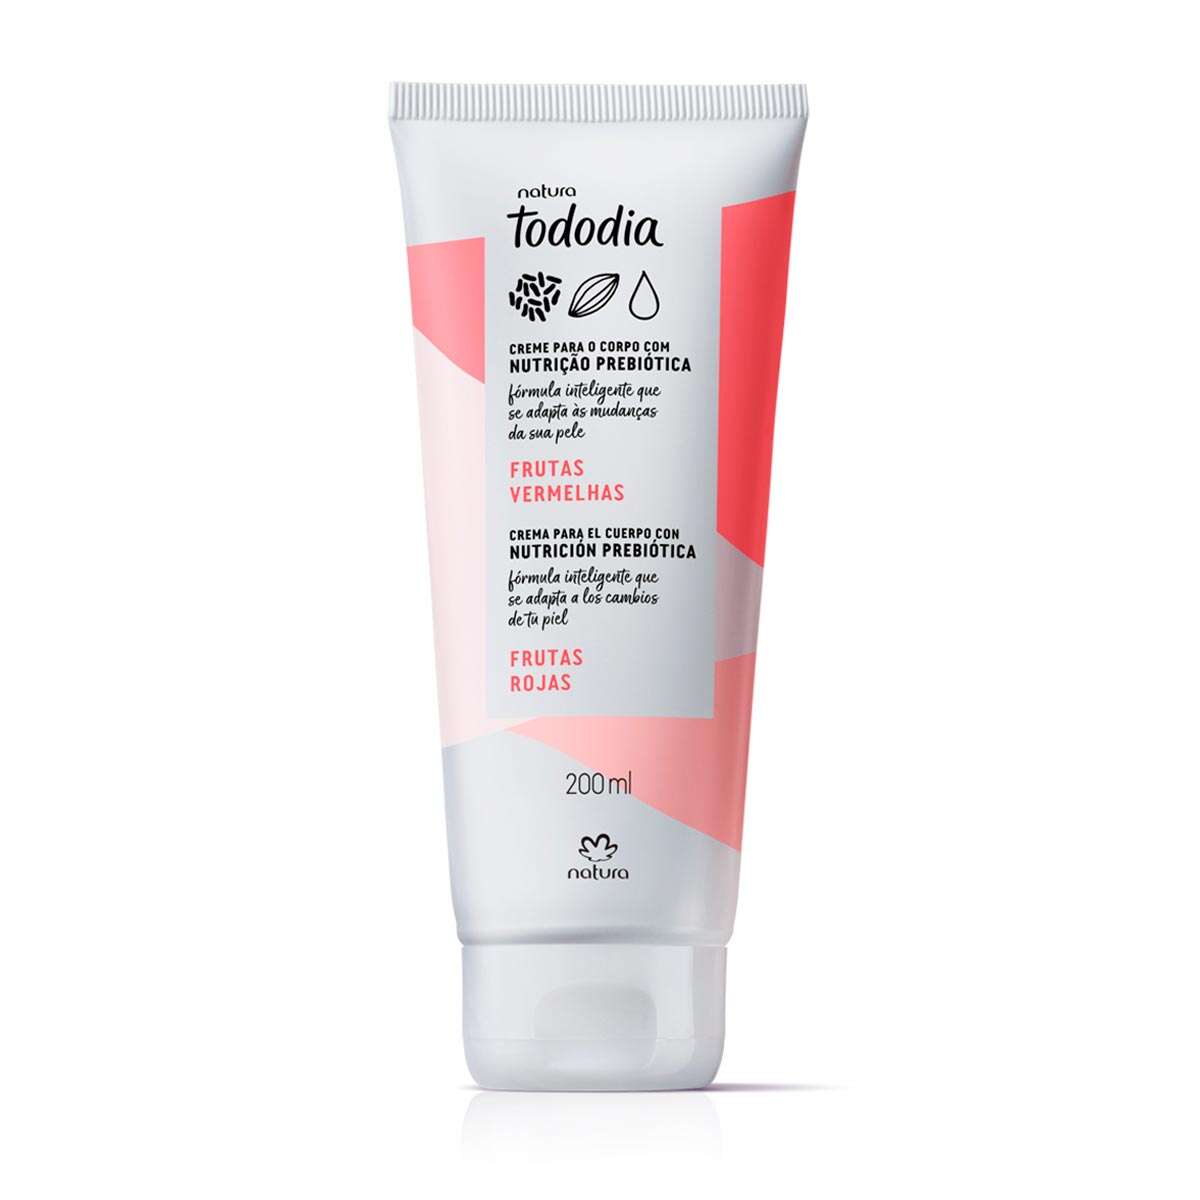 natura
tododia
CREME PARA O CORPO COM
NUTRIÇÃO PREBIÓTICA
fórmula inteligente que
se adapta às mudanças
da sua pele
FRUTAS
VERMELHAS
CREMA PARA EL CUERPO CON
NUTRICIÓN PREBIÓTICA
fórmula inteligente que
se adapta a los cambios
de tu piel
FRUTAS
ROJAS
200 ml
natura